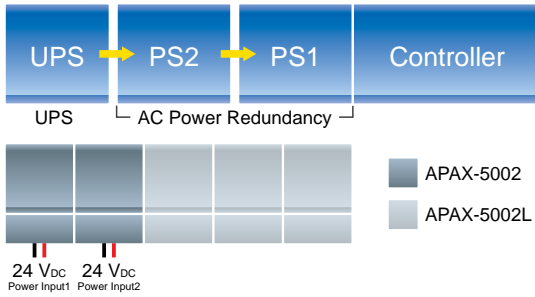 UPS PS2 PS1 Controller
UPS AC Power Redundancy
APAX-5002
APAX-5002L
24 VDC 24 VDC
Power Input1 Power Input2